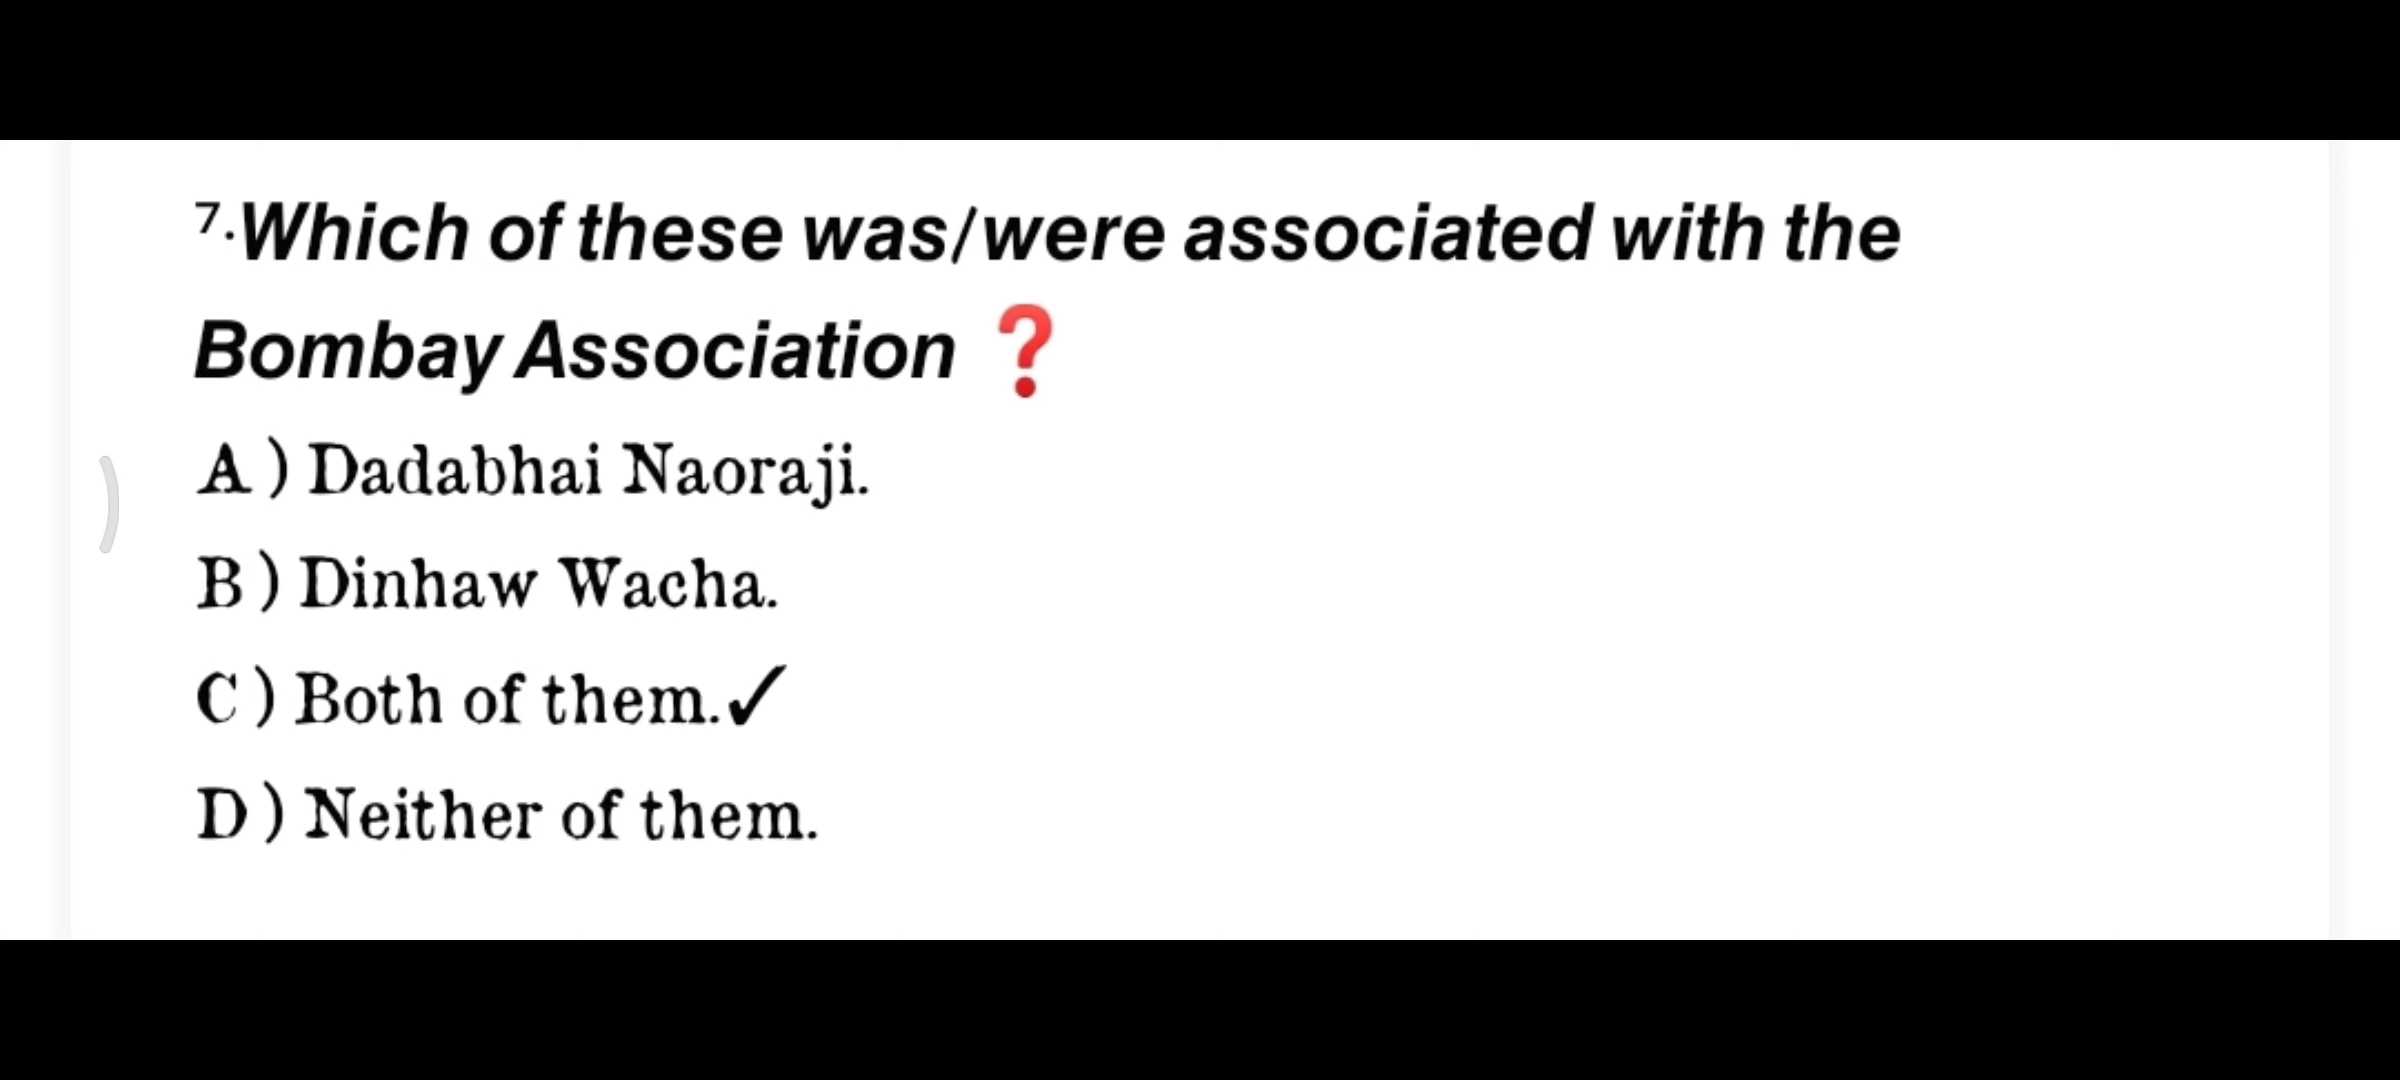 7.Which of these was/were associated with the
Bombay Association ❓
A) Dadabhai Naoraji.
B) Dinhaw Wacha.
C) Both of them.✓
D) Neither of them.